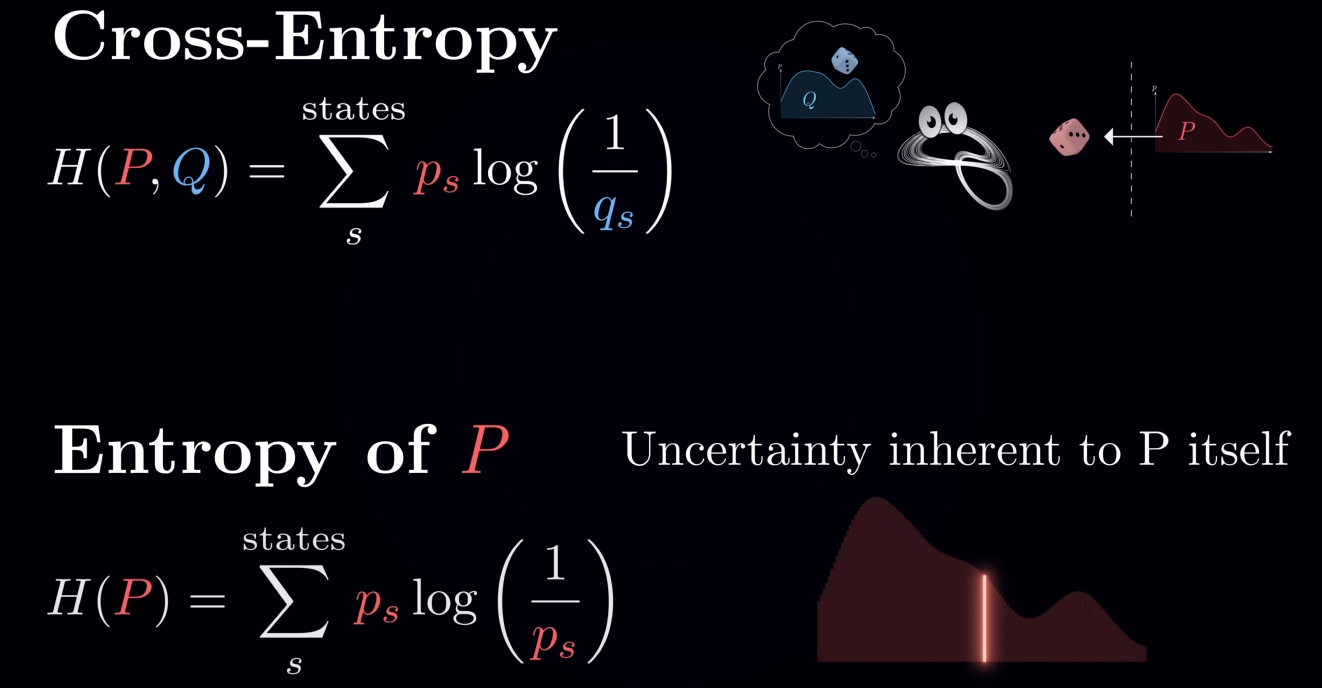 Cross-Entropy
H(P, Q) = states ∑ s p_s log (1 / q_s)
p
Q
p
P
Entropy of P
Uncertainty inherent to P itself
H(P) = states ∑ s p_s log (1 / p_s)